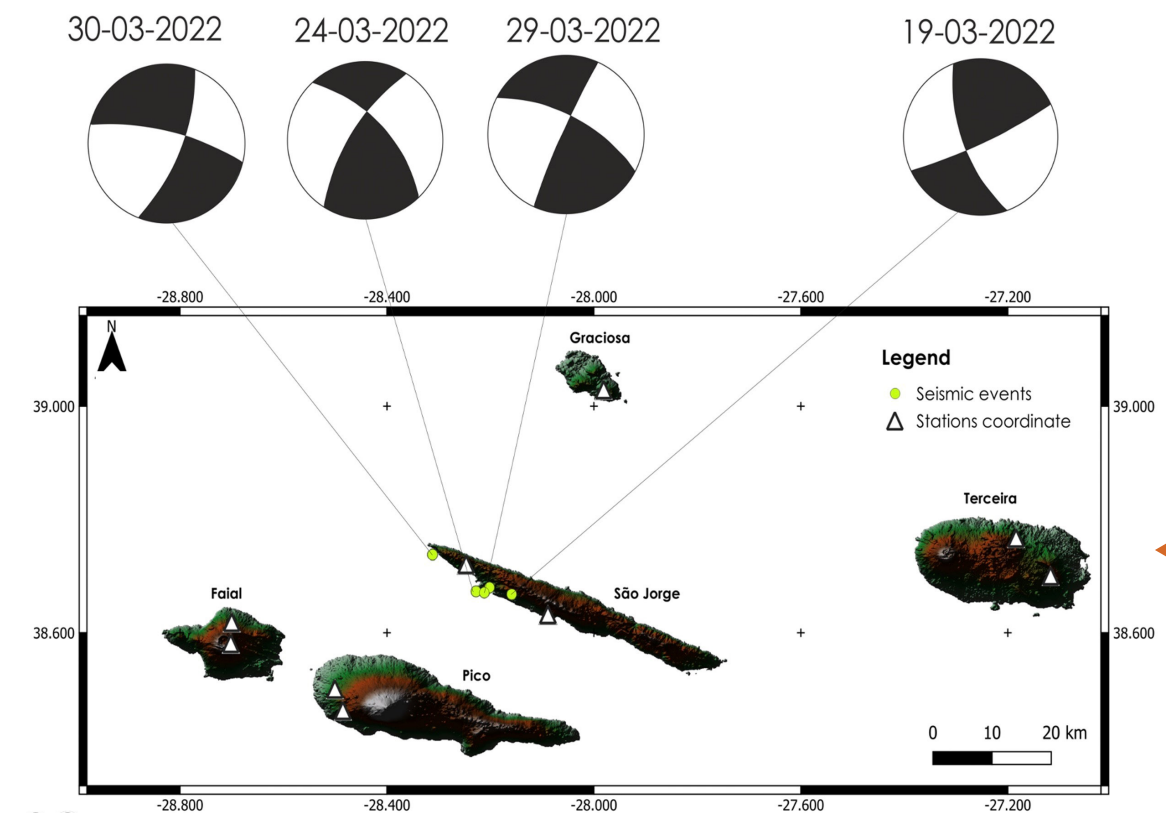 30-03-2022
24-03-2022
29-03-2022
19-03-2022
-28.800
-28.400
-28.000
-27.600
-27.200
N
Graciosa
Legend
Seismic events
Stations coordinate
39.000
39.000
Terceira
Faial
São Jorge
38.600
38.600
Pico
0 10 20 km
-28.800
-28.400
-28.000
-27.600
-27.200